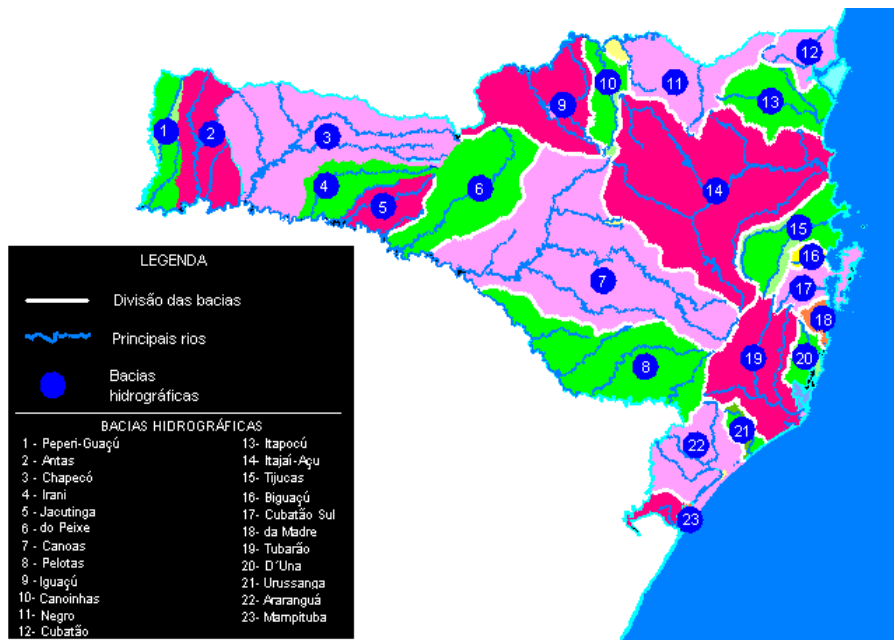 12
10
11
9
13
1
2
3
14
4
6
5
15
16
7
17
18
19
20
8
21
22
23
LEGENDA
Divisão das bacias
Principais rios
Bacias
hidrográficas
BACIAS HIDROGRÁFICAS
1 - Peperi-Guaçú
2 - Antas
3 - Chapecó
4 - Irani
5 - Jacutinga
6 - do Peixe
7 - Canoas
8 - Pelotas
9 - Iguaçú
10- Canoinhas
11- Negro
12- Cubatão
13- Itapocú
14- Itajaí-Açu
15- Tijucas
16- Biguaçú
17- Cubatão Sul
18- da Madre
19- Tubarão
20- D´Una
21- Urussanga
22- Araranguá
23- Mampituba